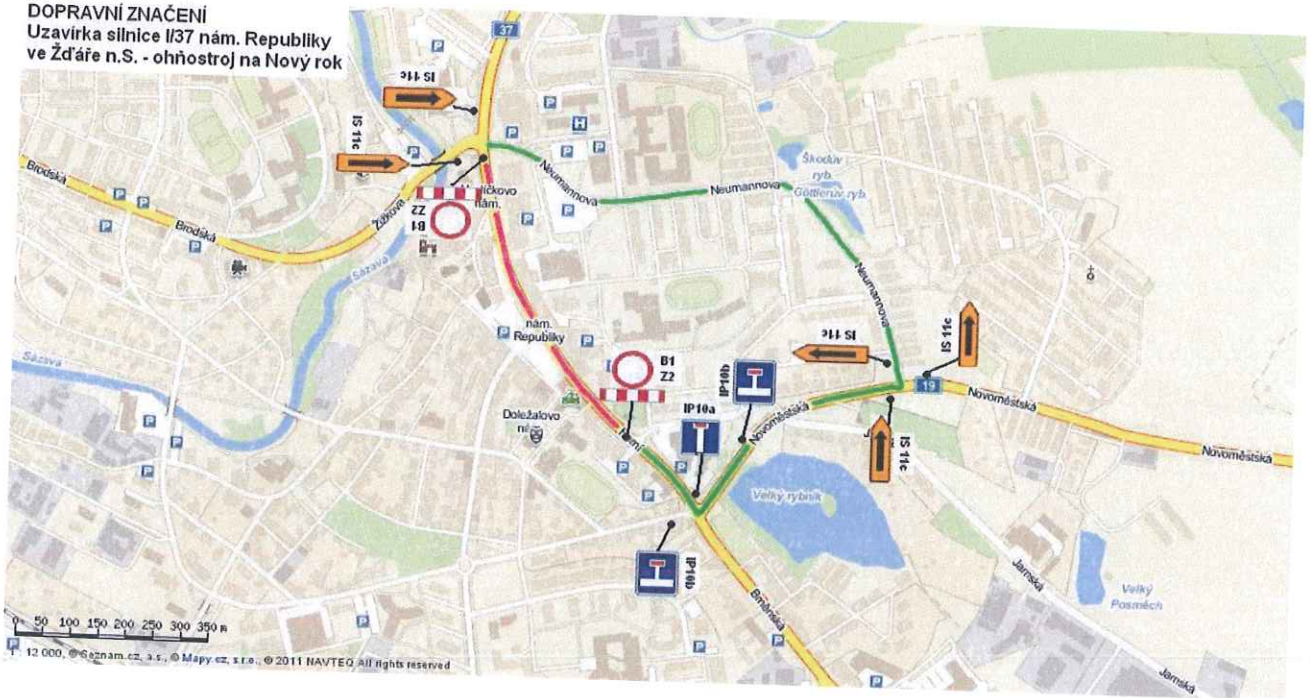 DOPRAVNÍ ZNAČENÍ
Uzavírka silnice I/37 nám. Republiky
ve Žďáře n.S. - ohňostroj na Nový rok
37
IS 11c
IS 11c
P
P
P
H
P
P
Brodská
P
P
Brodská
P
Žižkova
Z2
B1
nám.
P
P
Neumannova
Neumannova
Škodův
ryb.
Göttlerův ryb.
Neumannova
Sázava
Sázava
nám.
Republiky
P
P
B1
Z2
IP10b
IP10a
IS 11c
IS 11c
19
Novoměstská
Novoměstská
Novoměstská
IS 11c
Doležalovo
P
P
P
P
P
Velký rybník
IP10b
Brněnská
P
P
P
Jamská
Jamská
Velký
Posměch
0 50 100 150 200 250 300 350 m
P
1 : 12 000, © Seznam.cz, a.s., © Mapy.cz, s.r.o., © 2011 NAVTEQ All rights reserved